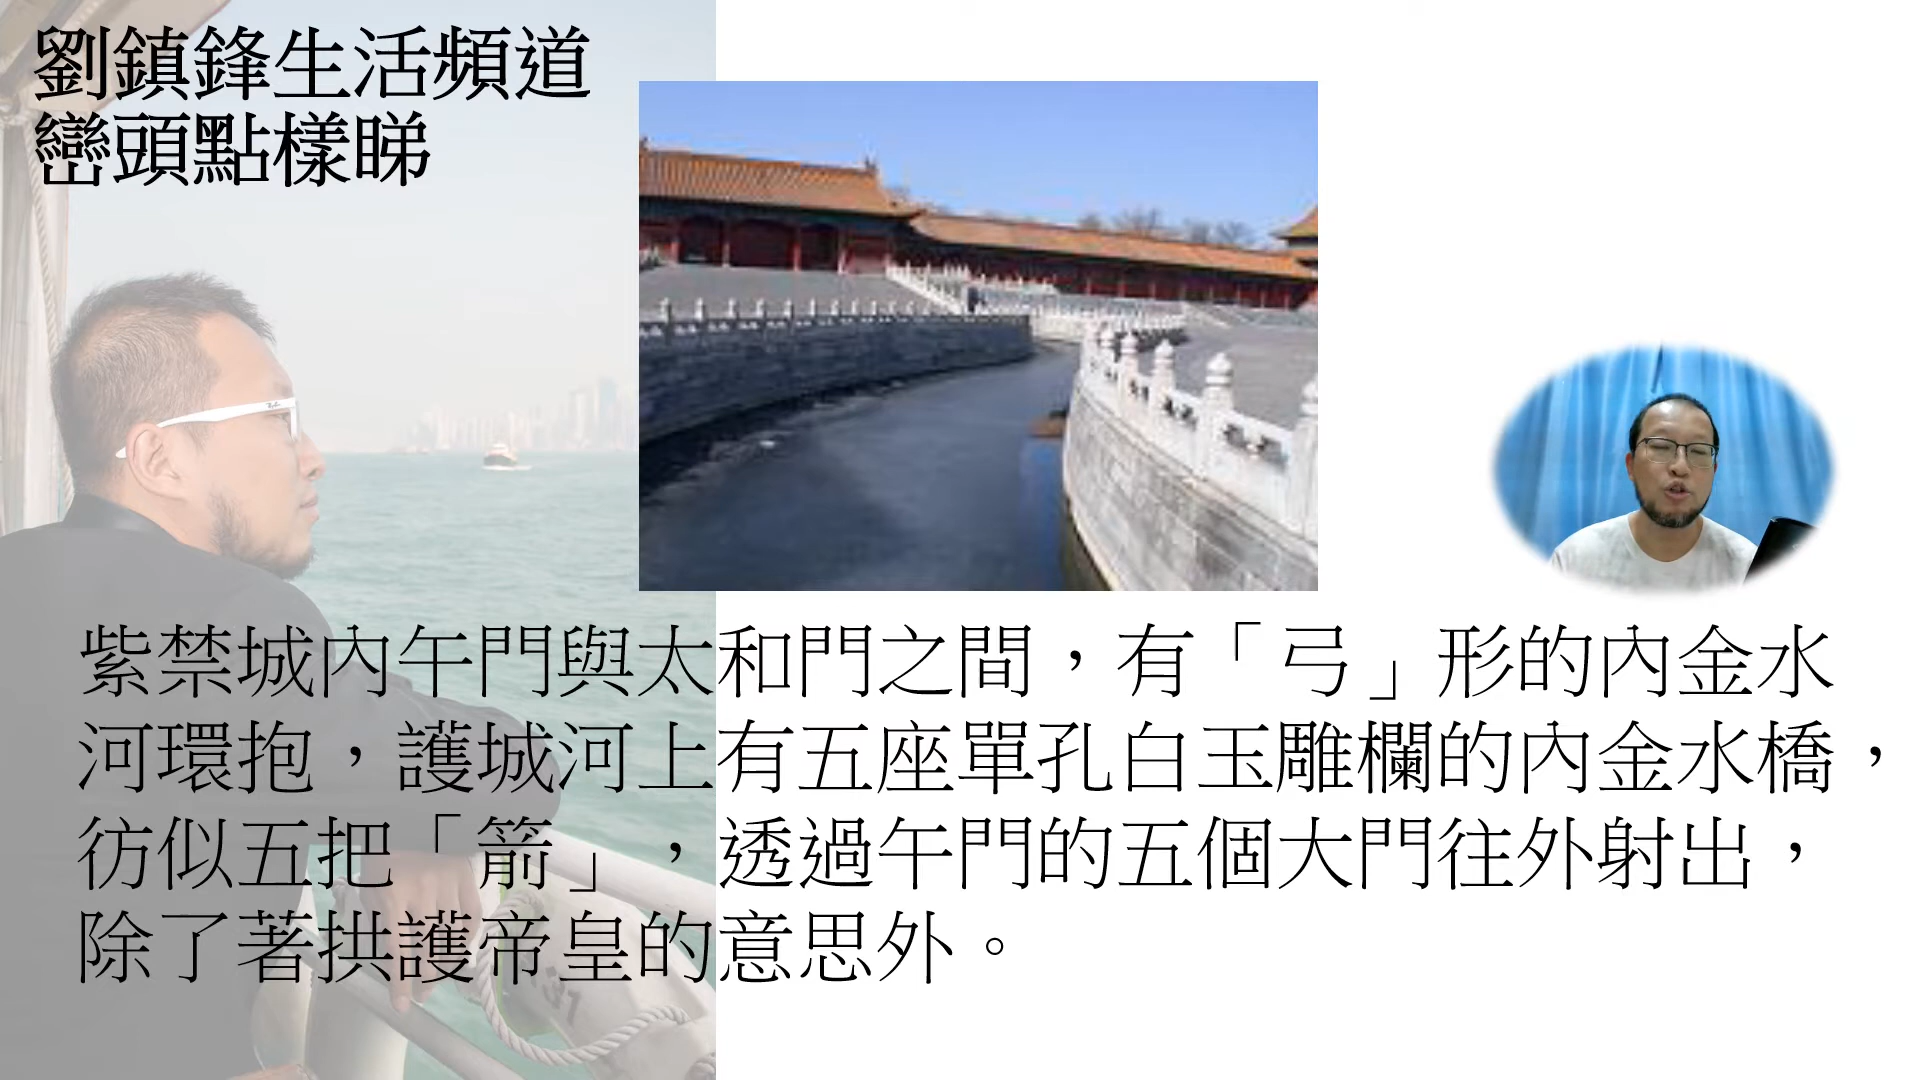 劉鎮鋒生活頻道
巒頭點樣睇
紫禁城內午門與太和門之間，有「弓」形的內金水
河環抱，護城河上有五座單孔白玉雕欄的內金水橋，
彷似五把「箭」，透過午門的五個大門往外射出，
除了著拱護帝皇的意思外。